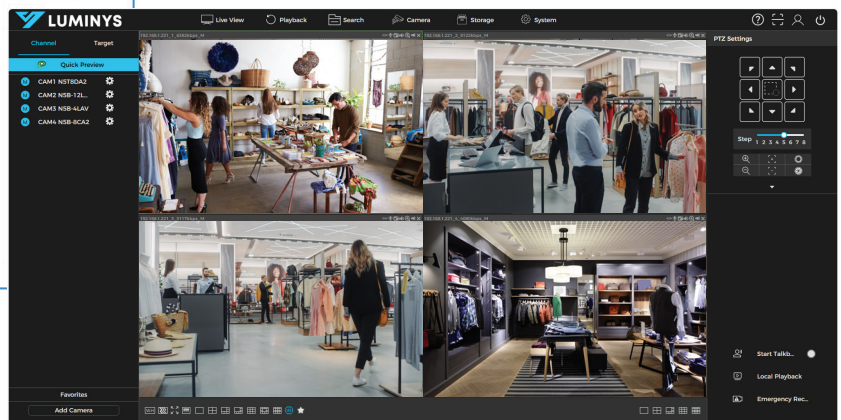 LUMINYS
Live View
Playback
Search
Camera
Storage
System
Channel
Target
Quick Preview
CAM1 N5T8DA2
CAM2 N5B-12L...
CAM3 N5B-4LAV
CAM4 N5B-8CA2
Favorites
Add Camera
PTZ Settings
Step
1 2 3 4 5 6 7 8
Start Talkb...
Local Playback
Emergency Rec...